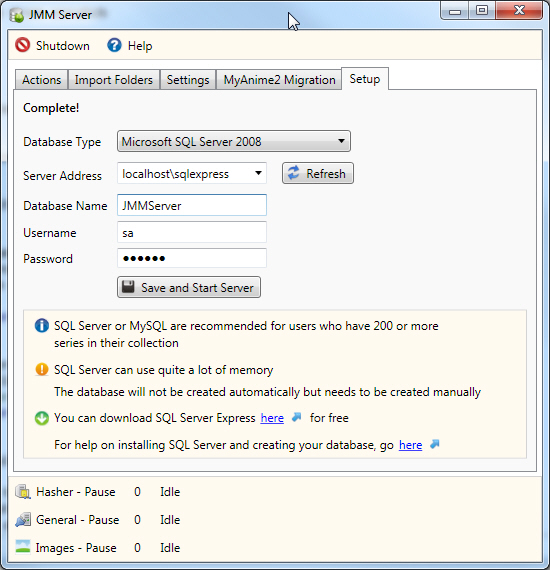 JMM Server
Shutdown Help
Actions Import Folders Settings MyAnime2 Migration Setup
Complete!
Database Type Microsoft SQL Server 2008
Server Address localhost\sqlexpress Refresh
Database Name JMMServer
Username sa
Password ●●●●●●
Save and Start Server
SQL Server or MySQL are recommended for users who have 200 or more
series in their collection
SQL Server can use quite a lot of memory
The database will not be created automatically but needs to be created manually
You can download SQL Server Express here for free
For help on installing SQL Server and creating your database, go here
Hasher - Pause 0 Idle
General - Pause 0 Idle
Images - Pause 0 Idle